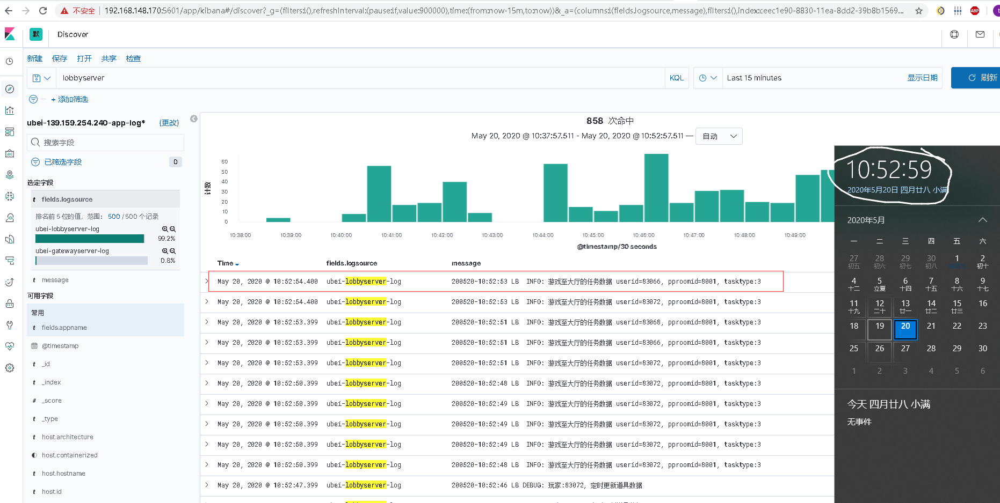 不安全 192.168.148.170:5601/app/kibana#/discover?_g=(filters:!(),refreshInterval:(pause:!f,value:900000),time:(from:now-15m,to:now))&_a=(columns:!(fields.logsource,message),filters:!(),index:ceec1e90-8830-11ea-8dd2-39b8b1569...
ABP
默 Discover
新建 保存 打开 共享 检查
lobbyserver KQL Last 15 minutes 显示日期 刷新
+ 添加筛选
ubei-139.159.254.240-app-log* (更改)
搜索字段
已筛选字段 0
选定字段
t fields.logsource
排名前 5 位的值，范围： 500 / 500 个记录
ubei-lobbyserver-log
99.2%
ubei-gatewayserver-log
0.8%
t message
可用字段
常用
t fields.appname
@timestamp
t _id
t _index
# _score
t _type
t host.architecture
host.containerized
t host.hostname
t host.id
858 次命中
May 20, 2020 @ 10:37:57.511 - May 20, 2020 @ 10:52:57.511 — 自动
计数
60
50
40
30
20
10
0
10:38:00 10:39:00 10:40:00 10:41:00 10:42:00 10:43:00 10:44:00 10:45:00 10:46:00 10:47:00 10:48:00 10:49:00
@timestamp/30 seconds
Time fields.logsource message
May 20, 2020 @ 10:52:54.400 ubei-lobbyserver-log 200520-10:52:53 LB INFO: 游戏至大厅的任务数据 userid=83066, pproomid=8001, tasktype:3
May 20, 2020 @ 10:52:54.400 ubei-lobbyserver-log 200520-10:52:53 LB INFO: 游戏至大厅的任务数据 userid=83072, pproomid=8001, tasktype:3
May 20, 2020 @ 10:52:53.399 ubei-lobbyserver-log 200520-10:52:51 LB INFO: 游戏至大厅的任务数据 userid=83068, pproomid=8001, tasktype:3
May 20, 2020 @ 10:52:53.399 ubei-lobbyserver-log 200520-10:52:51 LB INFO: 游戏至大厅的任务数据 userid=83066, pproomid=8001, tasktype:3
May 20, 2020 @ 10:52:53.399 ubei-lobbyserver-log 200520-10:52:51 LB INFO: 游戏至大厅的任务数据 userid=83072, pproomid=8001, tasktype:3
May 20, 2020 @ 10:52:50.399 ubei-lobbyserver-log 200520-10:52:48 LB INFO: 游戏至大厅的任务数据 userid=83072, pproomid=8001, tasktype:3
May 20, 2020 @ 10:52:50.399 ubei-lobbyserver-log 200520-10:52:49 LB INFO: 游戏至大厅的任务数据 userid=83072, pproomid=8001, tasktype:3
May 20, 2020 @ 10:52:50.399 ubei-lobbyserver-log 200520-10:52:49 LB INFO: 游戏至大厅的任务数据 userid=83072, pproomid=8001, tasktype:3
May 20, 2020 @ 10:52:50.399 ubei-lobbyserver-log 200520-10:52:49 LB INFO: 游戏至大厅的任务数据 userid=83072, pproomid=8001, tasktype:3
May 20, 2020 @ 10:52:50.399 ubei-lobbyserver-log 200520-10:52:48 LB INFO: 游戏至大厅的任务数据 userid=83072, pproomid=8001, tasktype:3
May 20, 2020 @ 10:52:47.399 ubei-lobbyserver-log 200520-10:52:46 LB DEBUG: 玩家:83072, 定时更新道具数据
10:52:59
2020年5月20日 四月廿八 小满
2020年5月
一 二 三 四 五 六
27 28 29 30 1 2
初五 初六 初七 初八 初十
4 5 6 7 8 9
十二 立夏 十四 十五 十六 十七
11 12 13 14 15 16
十九 二十 廿一 廿二 廿三
18 19 20 21 22 23
25 26 27 28 29 30
1 2 3 4 5 6
今天 四月廿八 小满
无事件